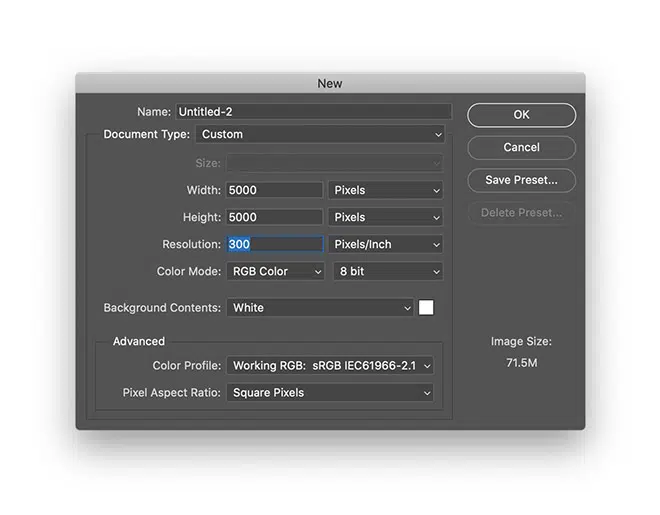 New
Name: Untitled-2
OK
Document Type: Custom
Cancel
Size:
Save Preset...
Width: 5000 Pixels
Height: 5000 Pixels
Delete Preset...
Resolution: 300 Pixels/Inch
Color Mode: RGB Color 8 bit
Background Contents: White
Advanced
Image Size:
71.5M
Color Profile: Working RGB: sRGB IEC61966-2.1
Pixel Aspect Ratio: Square Pixels